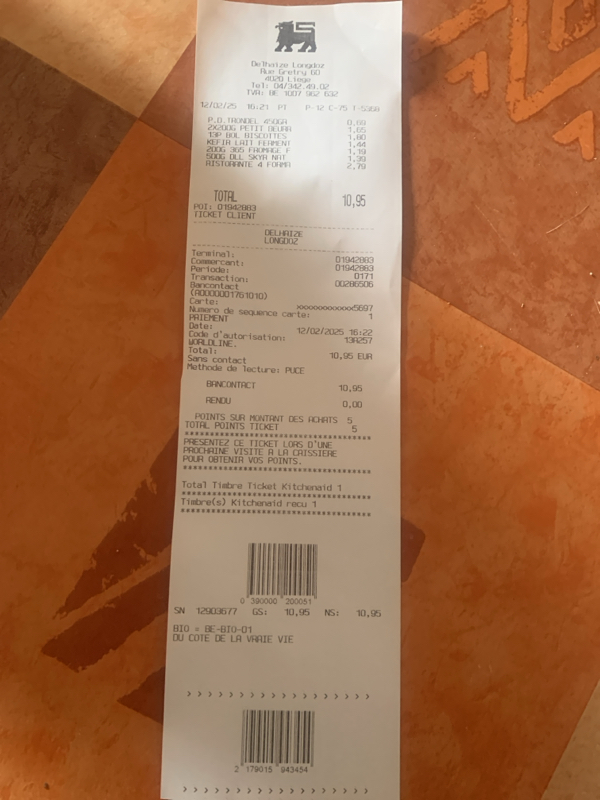 Delhaize Longdoz
Rue Gretry 60
4020 Liege
Tel: 04/342.49.02
TVA: BE 1007 962 632
12/02/25 16:21 PT P-12 C-75 T-5368
P.D.TRONDEL 450GR 0,69
2X200G PETIT BEURR 1,65
13P BOL BISCOTTES 1,80
KEFIR LAIT FERMENT 1,44
200G 365 FROMAGE F 1,19
500G DLL SKYR NAT 1,39
RISTORANTE 4 FORMA 2,79
TOTAL 10,95
POI: 01942883
TICKET CLIENT
DELHAIZE
LONGDOZ
Terminal: 01942883
Commercant: 01942883
Periode: 0171
Transaction: 00286506
Bancontact
(A0000001761010)
Carte: xxxxxxxxxxxx5697
Numero de sequence carte: 1
PAIEMENT
Date: 12/02/2025 16:22
Code d'autorisation: 13A257
WORLDLINE.
Total: 10,95 EUR
Sans contact
Methode de lecture: PUCE
BANCONTACT 10,95
RENDU 0,00
POINTS SUR MONTANT DES ACHATS 5
TOTAL POINTS TICKET 5
PRESENTEZ CE TICKET LORS D'UNE
PROCHAINE VISITE A LA CAISSIERE
POUR OBTENIR VOS POINTS.
Total Timbre Ticket Kitchenaid 1
Timbre(s) Kitchenaid recu 1
0 390000 200051
SN 12903677 GS: 10,95 NS: 10,95
BIO = BE-BIO-01
DU COTE DE LA VRAIE VIE
2 179015 943454